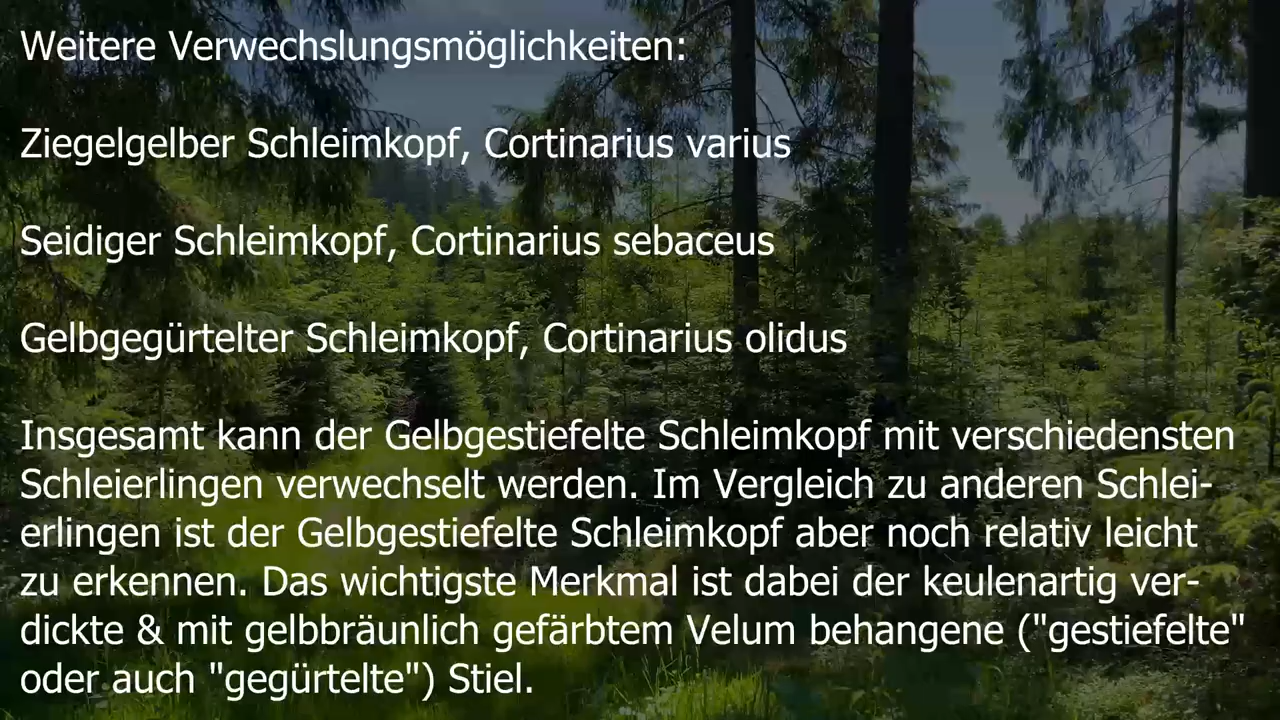 Weitere Verwechslungsmöglichkeiten:
Ziegelgelber Schleimkopf, Cortinarius varius
Seidiger Schleimkopf, Cortinarius sebaceus
Gelbgegürtelter Schleimkopf, Cortinarius olidus
Insgesamt kann der Gelbgestiefelte Schleimkopf mit verschiedensten
Schleierlingen verwechselt werden. Im Vergleich zu anderen Schlei-
erlingen ist der Gelbgestiefelte Schleimkopf aber noch relativ leicht
zu erkennen. Das wichtigste Merkmal ist dabei der keulenartig ver-
dickte & mit gelbbräunlich gefärbtem Velum behangene ("gestiefelte"
oder auch "gegürtelte") Stiel.